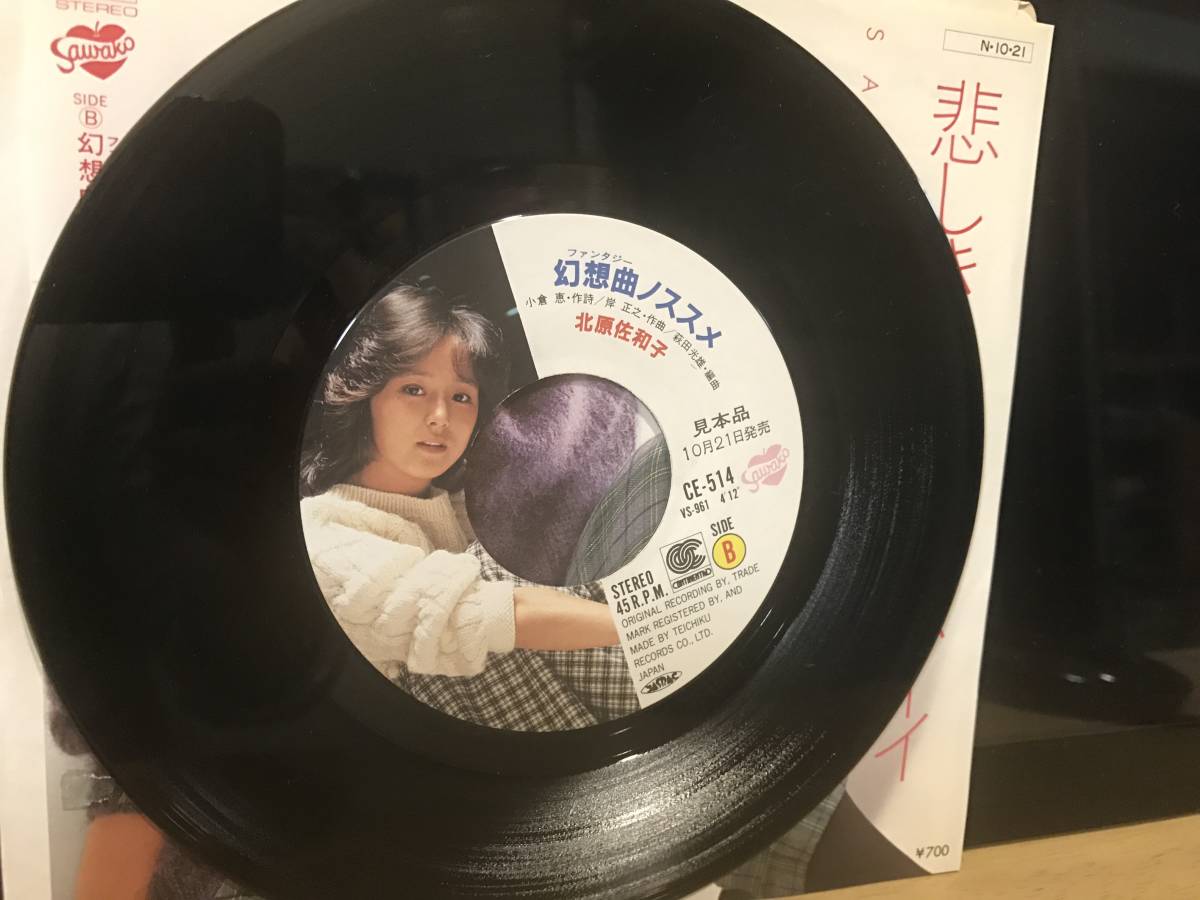 STEREO
Sawako
SIDE
B
幻想
N・10・21
S A
悲しき
イ
¥700
ファンタジー
幻想曲ノススメ
小倉 恵・作詩/岸 正之・作曲/萩田光雄・編曲
北原佐和子
見本品
10月21日発売
CE-514
VS-961 4'12"
Sawako
SIDE
B
CONTINENTAL
STEREO
45 R.P.M.
ORIGINAL RECORDING BY, TRADE
MARK REGISTERED BY, AND
MADE BY TEICHIKU
RECORDS CO., LTD.
JAPAN
JASRAC